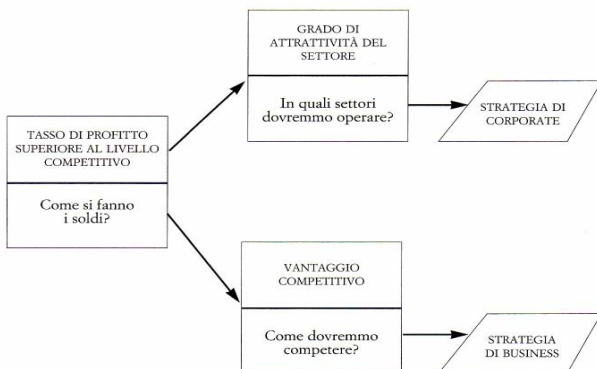 GRADO DI
ATTRATTIVITÀ DEL
SETTORE
In quali settori
dovremmo operare?
STRATEGIA DI
CORPORATE
TASSO DI PROFITTO
SUPERIORE AL LIVELLO
COMPETITIVO
Come si fanno
i soldi?
VANTAGGIO
COMPETITIVO
Come dovremmo
competere?
STRATEGIA
DI BUSINESS